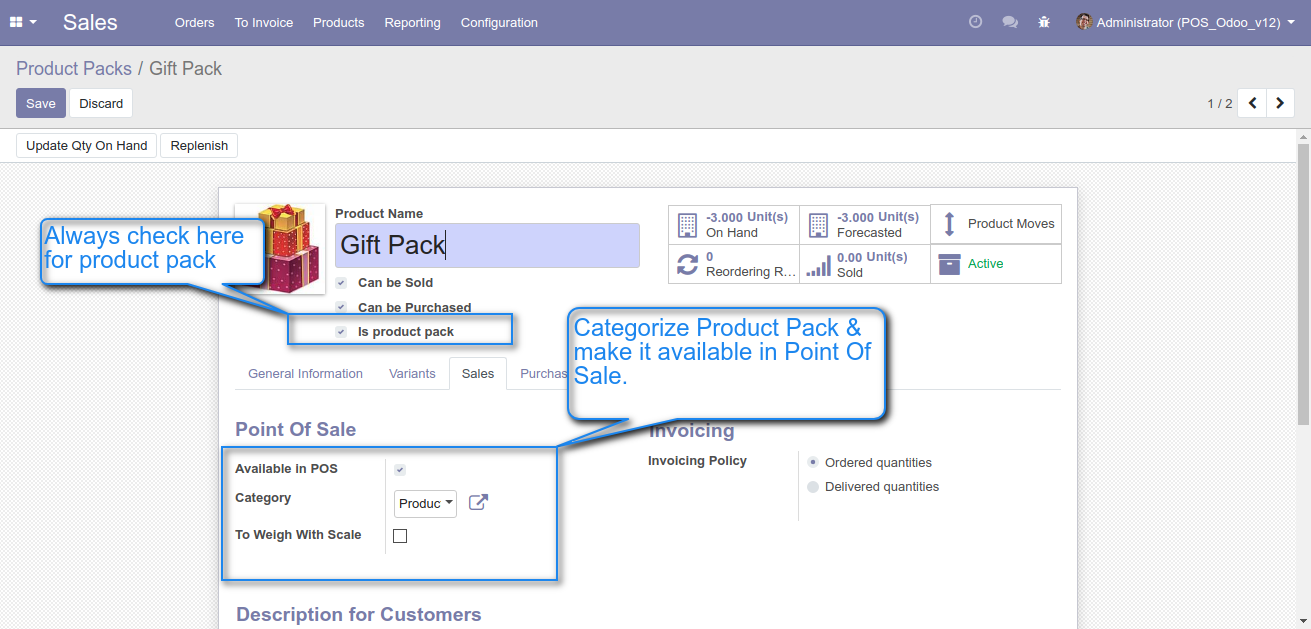 Sales
Orders
To Invoice
Products
Reporting
Configuration
Administrator (POS_Odoo_v12)
Product Packs / Gift Pack
Save
Discard
1 / 2
Update Qty On Hand
Replenish
Always check here
for product pack
Product Name
Gift Pack
Can be Sold
Can be Purchased
Is product pack
-3.000 Unit(s)
On Hand
-3.000 Unit(s)
Forecasted
Product Moves
0
Reordering R...
0.00 Unit(s)
Sold
Active
Categorize Product Pack &
make it available in Point Of
Sale.
General Information
Variants
Sales
Purchas
Point Of Sale
Available in POS
Category
Produc
To Weigh With Scale
Invoicing
Invoicing Policy
Ordered quantities
Delivered quantities
Description for Customers